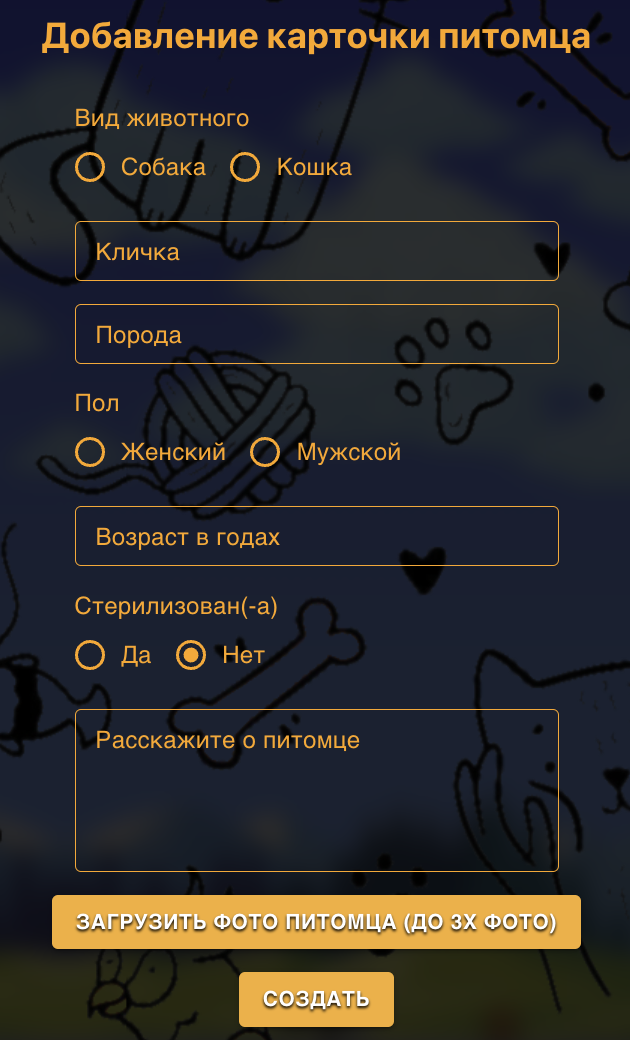 Добавление карточки питомца
Вид животного
Собака Кошка
Кличка
Порода
Пол
Женский Мужской
Возраст в годах
Стерилизован(-а)
Да Нет
Расскажите о питомце
ЗАГРУЗИТЬ ФОТО ПИТОМЦА (ДО 3Х ФОТО)
СОЗДАТЬ